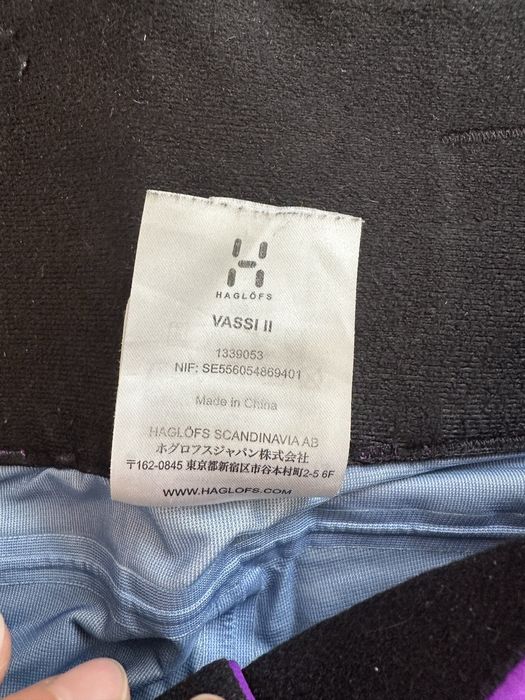 HAGLÖFS
VASSI II
1339053
NIF: SE556054869401
Made in China
HAGLÖFS SCANDINAVIA AB
ホグロフスジャパン株式会社
〒162-0845 東京都新宿区市谷本村町2-5 6F
WWW.HAGLOFS.COM